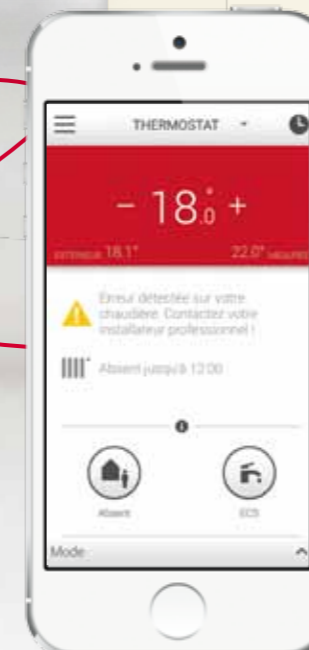 THERMOSTAT
− 18.0° +
EXTÉRIEUR 18.1° 22.0° MESURÉE
Erreur détectée sur votre
chaudière. Contactez votre
installateur professionnel !
Absent jusqu'à 12:00
Absent ECS
Mode